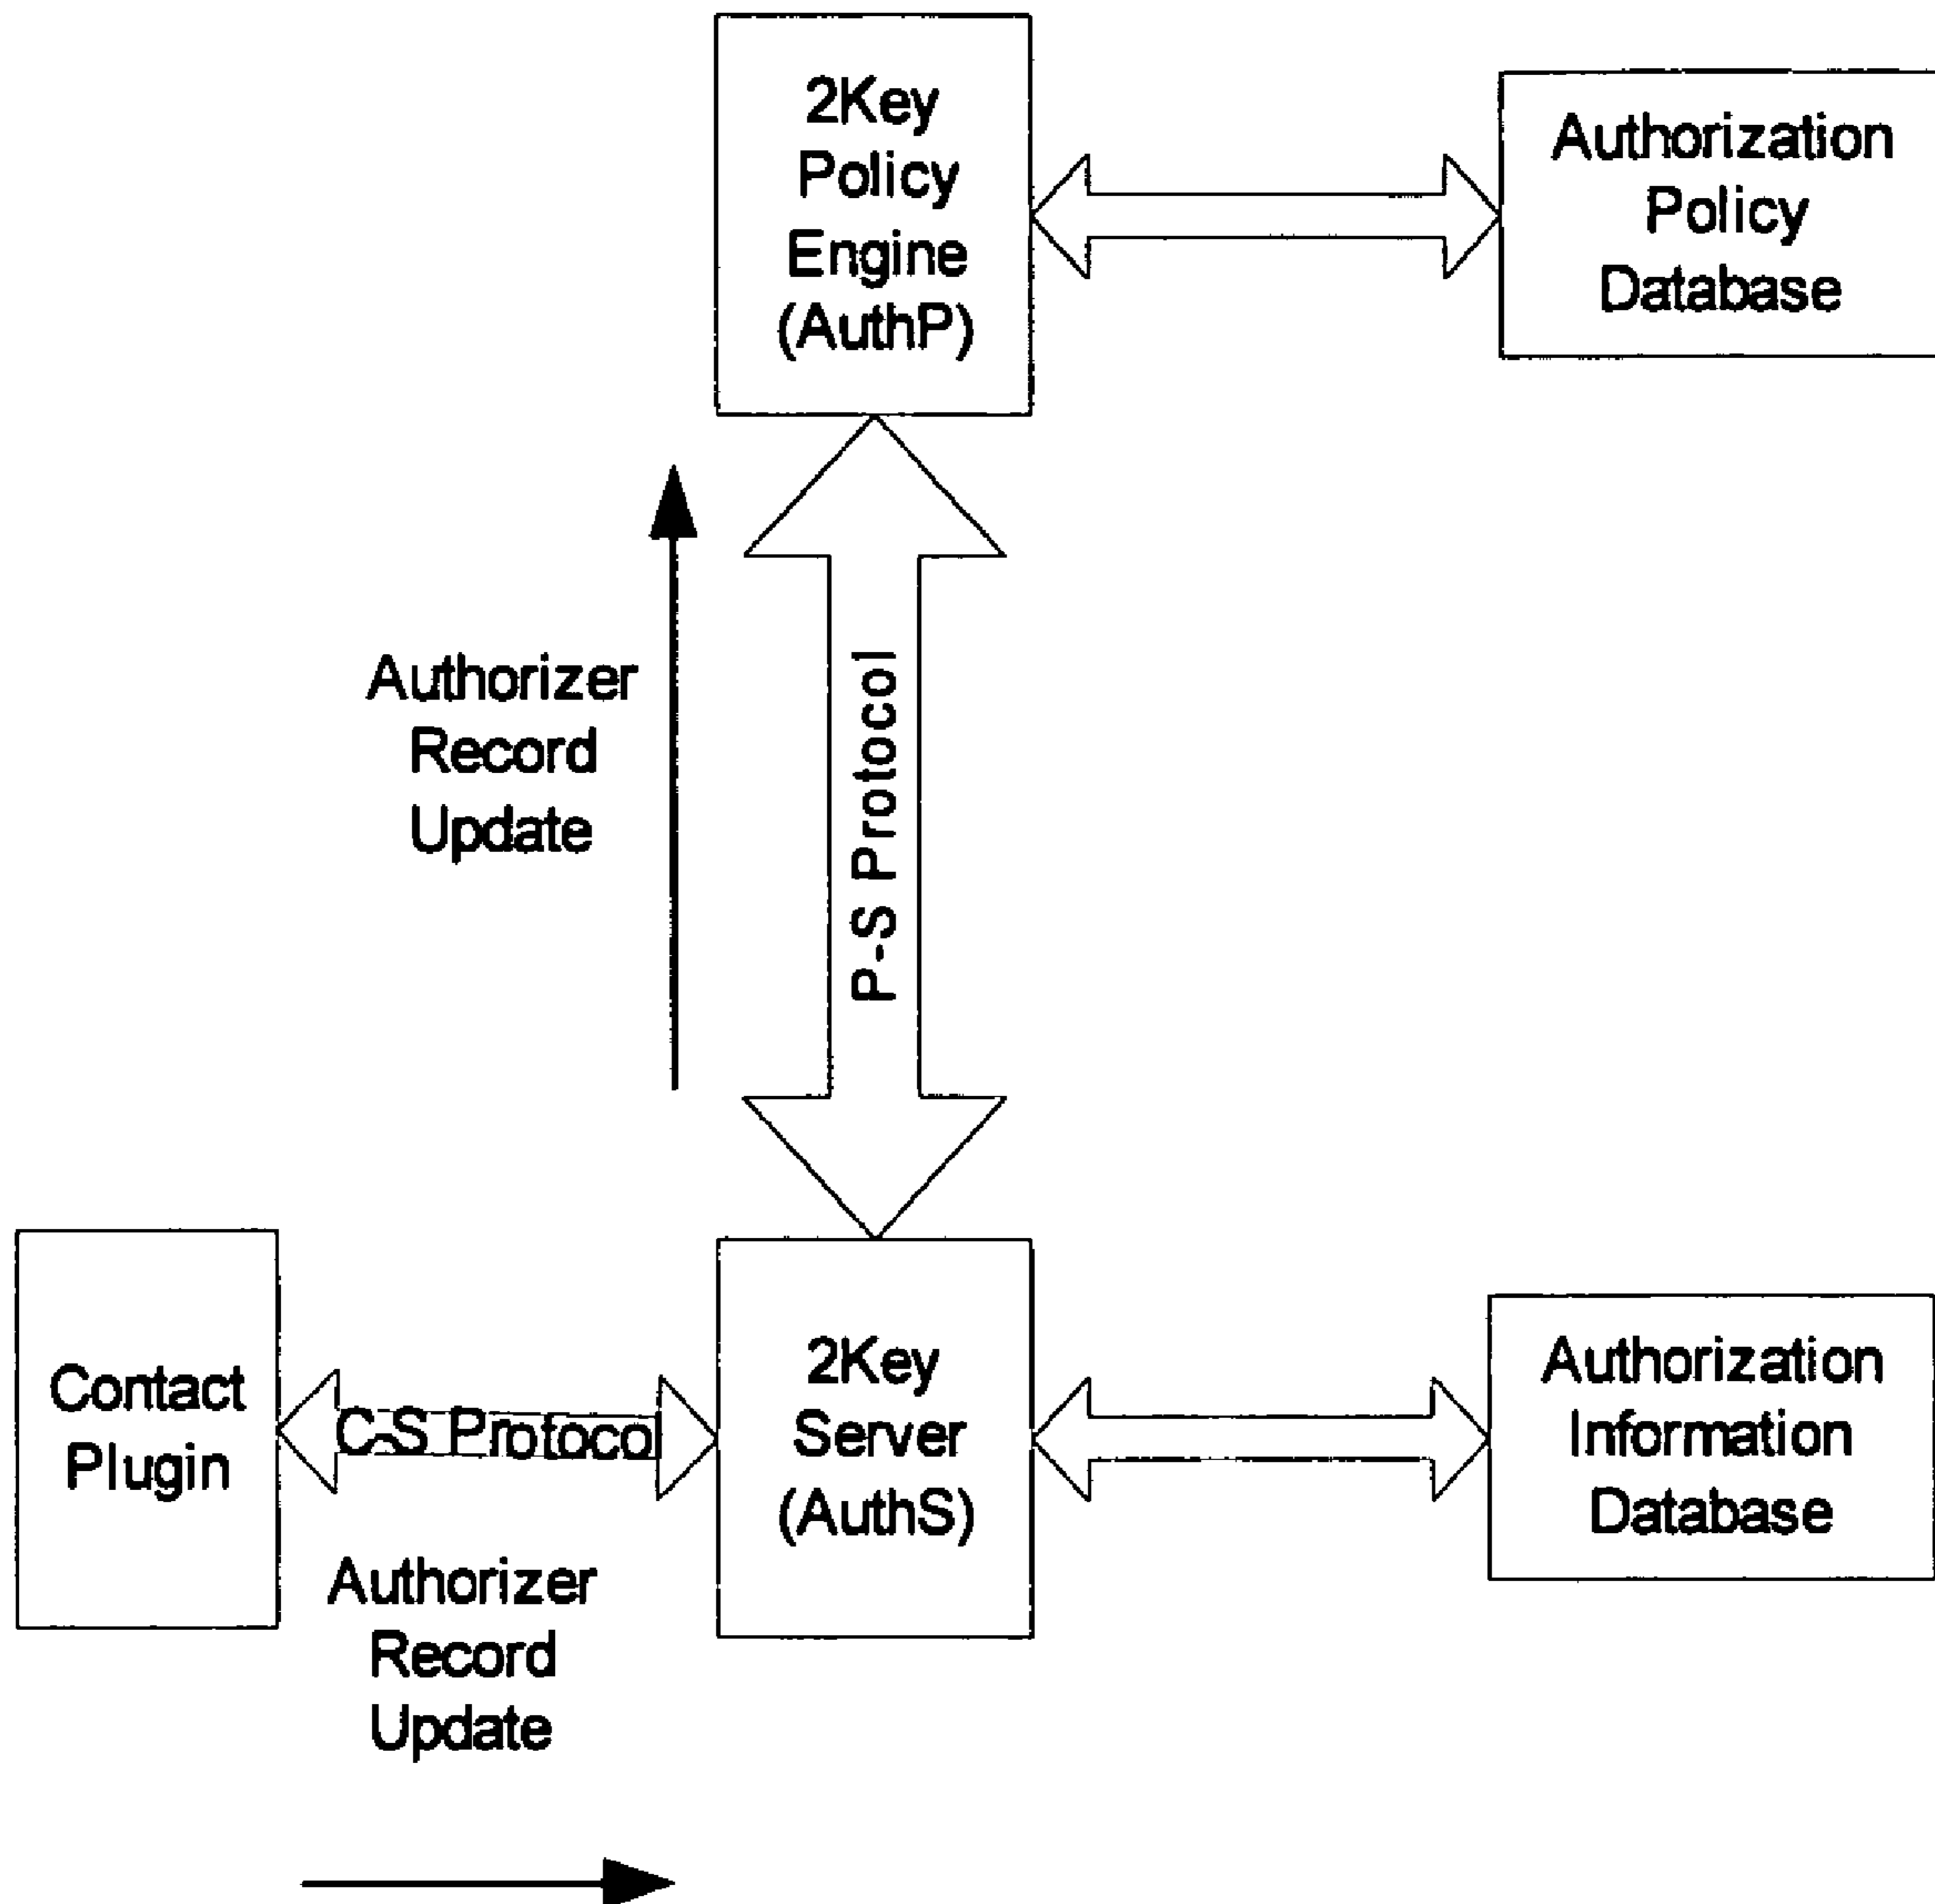 2Key
Policy
Engine
(AuthP)
Authorization
Policy
Database
Authorizer
Record
Update
P-S Protocol
Contact
Plugin
C-S Protocol
2Key
Server
(AuthS)
Authorization
Information
Database
Authorizer
Record
Update